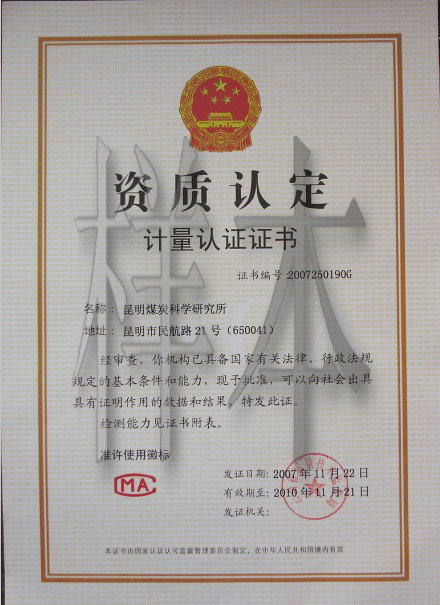 样本
资质认定
计量认证证书
证书编号：2007250190G
名称：昆明煤炭科学研究所
地址：昆明市民航路21号（650041）
经审查，你机构已具备国家有关法律、行政法规
规定的基本条件和能力，现予批准，可以向社会出具
具有证明作用的数据和结果，特发此证。
检测能力见证书附表。
准许使用徽标
MA
发证日期：2007年11月22日
有效期至：2010年11月21日
发证机关：
本证书由国家认证认可监督管理委员会制定，在中华人民共和国境内有效